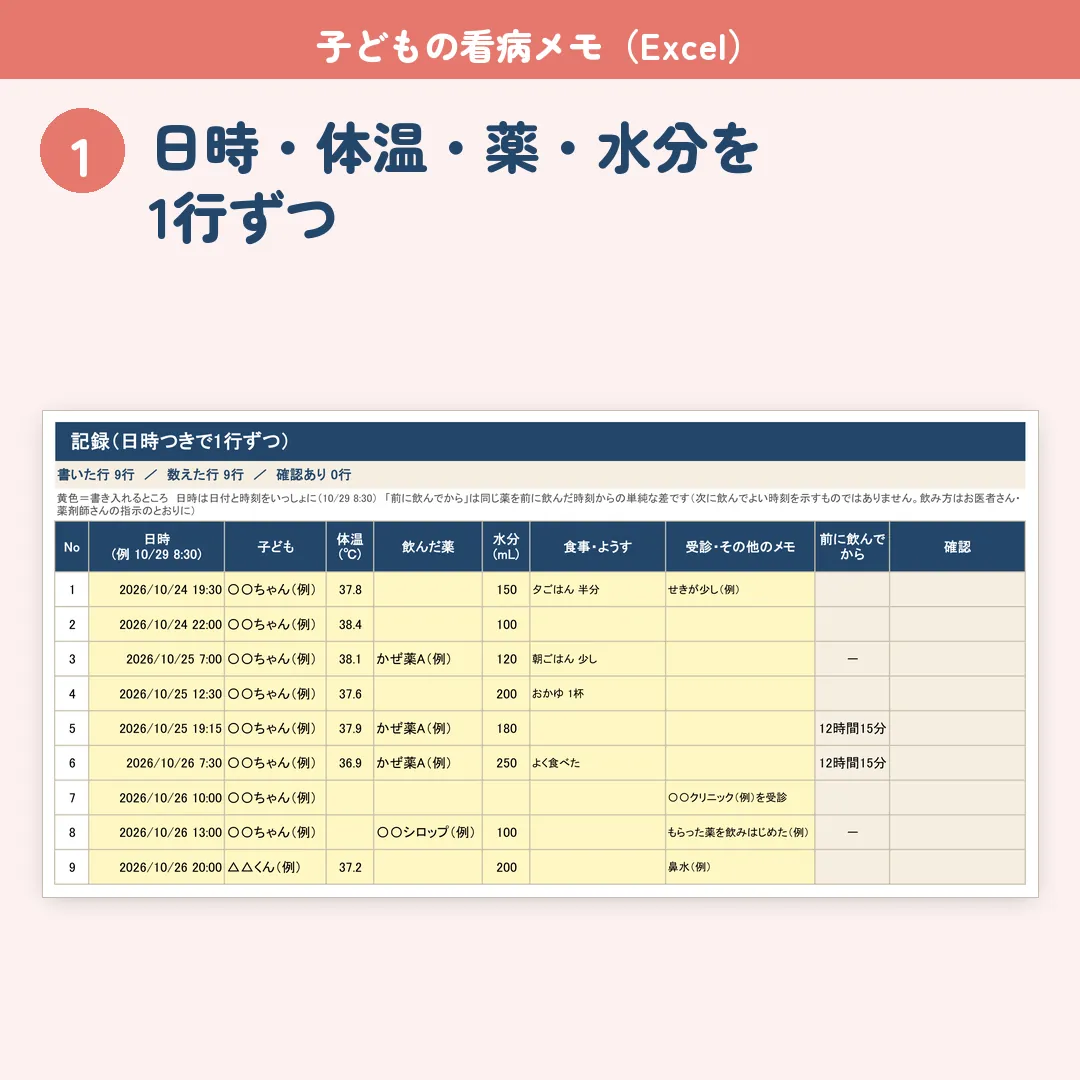 子どもの看病メモ（Excel）
1
日時・体温・薬・水分を
1行ずつ
記録（日時つきで1行ずつ）
書いた行 9行 ／ 数えた行 9行 ／ 確認あり 0行
黄色＝書き入れるところ 日時は日付と時刻をいっしょに（10/29 8:30） 「前に飲んでから」は同じ薬を前に飲んだ時刻からの単純な差です（次に飲んでよい時刻を示すものではありません。飲み方はお医者さん・
薬剤師さんの指示のとおりに）
No 日時（例 10/29 8:30） 子ども 体温（℃） 飲んだ薬 水分（mL） 食事・ようす 受診・その他のメモ 前に飲んでから 確認
1 2026/10/24 19:30 〇〇ちゃん（例） 37.8 150 夕ごはん 半分 せきが少し（例）
2 2026/10/24 22:00 〇〇ちゃん（例） 38.4 100
3 2026/10/25 7:00 〇〇ちゃん（例） 38.1 かぜ薬A（例） 120 朝ごはん 少し ―
4 2026/10/25 12:30 〇〇ちゃん（例） 37.6 200 おかゆ 1杯
5 2026/10/25 19:15 〇〇ちゃん（例） 37.9 かぜ薬A（例） 180 12時間15分
6 2026/10/26 7:30 〇〇ちゃん（例） 36.9 かぜ薬A（例） 250 よく食べた 12時間15分
7 2026/10/26 10:00 〇〇ちゃん（例） 〇〇クリニック（例）を受診
8 2026/10/26 13:00 〇〇ちゃん（例） 〇〇シロップ（例） 100 もらった薬を飲みはじめた（例） ―
9 2026/10/26 20:00 △△くん（例） 37.2 200 鼻水（例）